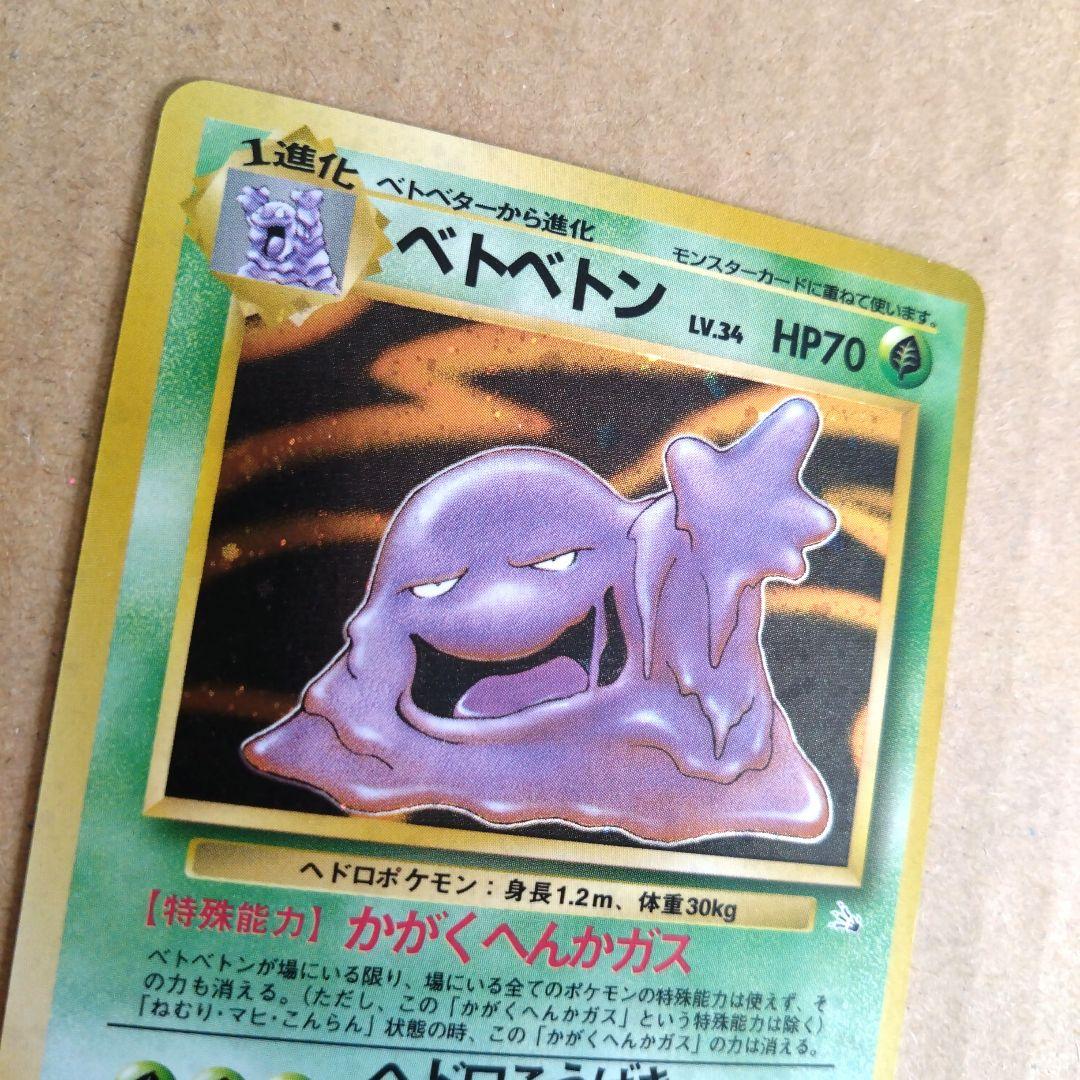 1進化
ベトベターから進化
モンスターカードに重ねて使います。
ベトベトン
LV.34 HP70
ヘドロポケモン：身長1.2m、体重30kg
【特殊能力】かがくへんかガス
ベトベトンが場にいる限り、場にいる全てのポケモンの特殊能力は使えず、そ
の力も消える。（ただし、この「かがくへんかガス」という特殊能力は除く）
「ねむり・マヒ・こんらん」状態の時、この「かがくへんかガス」の力は消える。
ヘドロこうげき